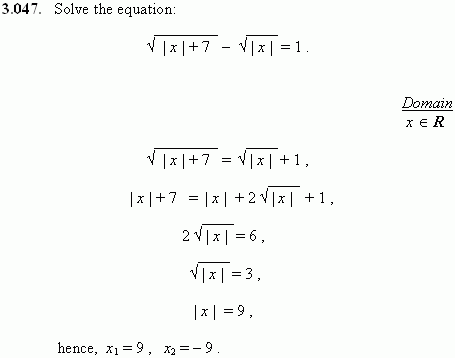 3.047. Solve the equation:
√(|x|+7) − √|x| = 1.
Domain
x ∈ R
√(|x|+7) = √|x| + 1,
|x|+7 = |x| + 2√|x| + 1,
2√|x| = 6,
√|x| = 3,
|x| = 9,
hence, x₁ = 9, x₂ = − 9.